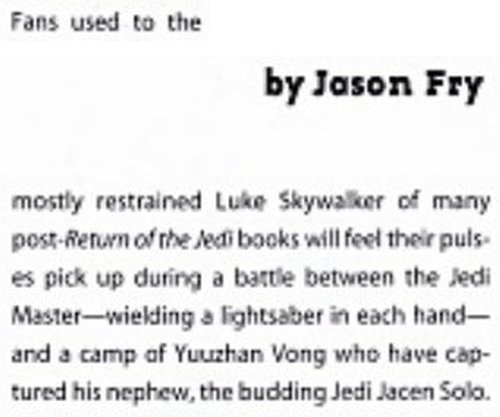 Fans used to the
by Jason Fry
mostly restrained Luke Skywalker of many
post-Return of the Jedi books will feel their puls-
es pick up during a battle between the Jedi
Master—wielding a lightsaber in each hand—
and a camp of Yuuzhan Vong who have cap-
tured his nephew, the budding Jedi Jacen Solo.